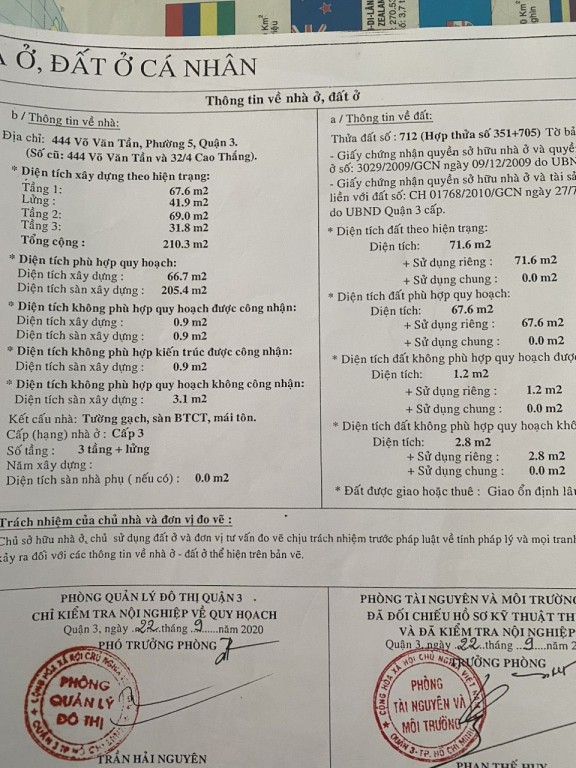 Ở, ĐẤT Ở CÁ NHÂN
Thông tin về nhà ở, đất ở
b / Thông tin về nhà:
Địa chỉ: 444 Võ Văn Tần, Phường 5, Quận 3.
(Số cũ: 444 Võ Văn Tần và 32/4 Cao Thắng).
* Diện tích xây dựng theo hiện trạng:
Tầng 1: 67.6 m2
Lửng : 41.9 m2
Tầng 2: 69.0 m2
Tầng 3: 31.8 m2
Tổng cộng : 210.3 m2
* Diện tích phù hợp quy hoạch:
Diện tích xây dựng : 66.7 m2
Diện tích sàn xây dựng : 205.4 m2
* Diện tích không phù hợp quy hoạch được công nhận:
Diện tích xây dựng : 0.9 m2
Diện tích sàn xây dựng : 0.9 m2
* Diện tích không phù hợp kiến trúc được công nhận:
Diện tích sàn xây dựng : 0.9 m2
* Diện tích không phù hợp quy hoạch không công nhận:
Diện tích sàn xây dựng : 3.1 m2
Kết cấu nhà: Tường gạch, sàn BTCT, mái tôn.
Cấp (hạng) nhà ở : Cấp 3
Số tầng : 3 tầng + lửng
Năm xây dựng :
Diện tích sàn nhà phụ ( nếu có) : 0.0 m2
a / Thông tin về đất:
Thửa đất số : 712 (Hợp thửa số 351+705) Tờ bả
- Giấy chứng nhận quyền sở hữu nhà ở và quyề
ở số: 3029/2009/GCN ngày 09/12/2009 do UBN
- Giấy chứng nhận quyền sở hữu nhà ở và tài sả
liền với đất số: CH 01768/2010/GCN ngày 27/7
do UBND Quận 3 cấp.
* Diện tích đất theo hiện trạng:
Diện tích: 71.6 m2
+ Sử dụng riêng : 71.6 m2
+ Sử dụng chung : 0.0 m2
* Diện tích đất phù hợp quy hoạch:
Diện tích: 67.6 m2
+ Sử dụng riêng : 67.6 m2
+ Sử dụng chung : 0.0 m2
* Diện tích đất không phù hợp quy hoạch đượ
Diện tích: 1.2 m2
+ Sử dụng riêng : 1.2 m2
+ Sử dụng chung : 0.0 m2
* Diện tích đất không phù hợp quy hoạch khô
Diện tích: 2.8 m2
+ Sử dụng riêng : 2.8 m2
+ Sử dụng chung : 0.0 m2
* Đất được giao hoặc thuê : Giao ổn định lâu
Trách nhiệm của chủ nhà và đơn vị đo vẽ :
Chủ sở hữu nhà ở, chủ sử dụng đất ở và đơn vị tư vấn đo vẽ chịu trách nhiệm trước pháp luật về tính pháp lý và mọi tranh
xảy ra đối với các thông tin về nhà ở - đất ở thể hiện trên bản vẽ.
PHÒNG QUẢN LÝ ĐÔ THỊ QUẬN 3
CHỈ KIỂM TRA NỘI NGHIỆP VỀ QUY HOẠCH
Quận 3, ngày 22 tháng 9 năm 2020
PHÓ TRƯỞNG PHÒNG
PHÒNG
QUẢN LÝ
ĐÔ THỊ
TRẦN HẢI NGUYÊN
PHÒNG TÀI NGUYÊN VÀ MÔI TRƯỜNG
ĐÃ ĐỐI CHIẾU HỒ SƠ KỸ THUẬT TH
VÀ ĐÃ KIỂM TRA NỘI NGHIỆP
Quận 3, ngày 22 tháng 9 năm 2
TRƯỞNG PHÒNG
CỘNG HÒA XÃ HỘI CHỦ NGHĨA VIỆT NAM
PHÒNG
TÀI NGUYÊN VÀ
MÔI TRƯỜNG
QUẬN 3-TP. HỒ CHÍ MINH
PHAN THẾ HUY